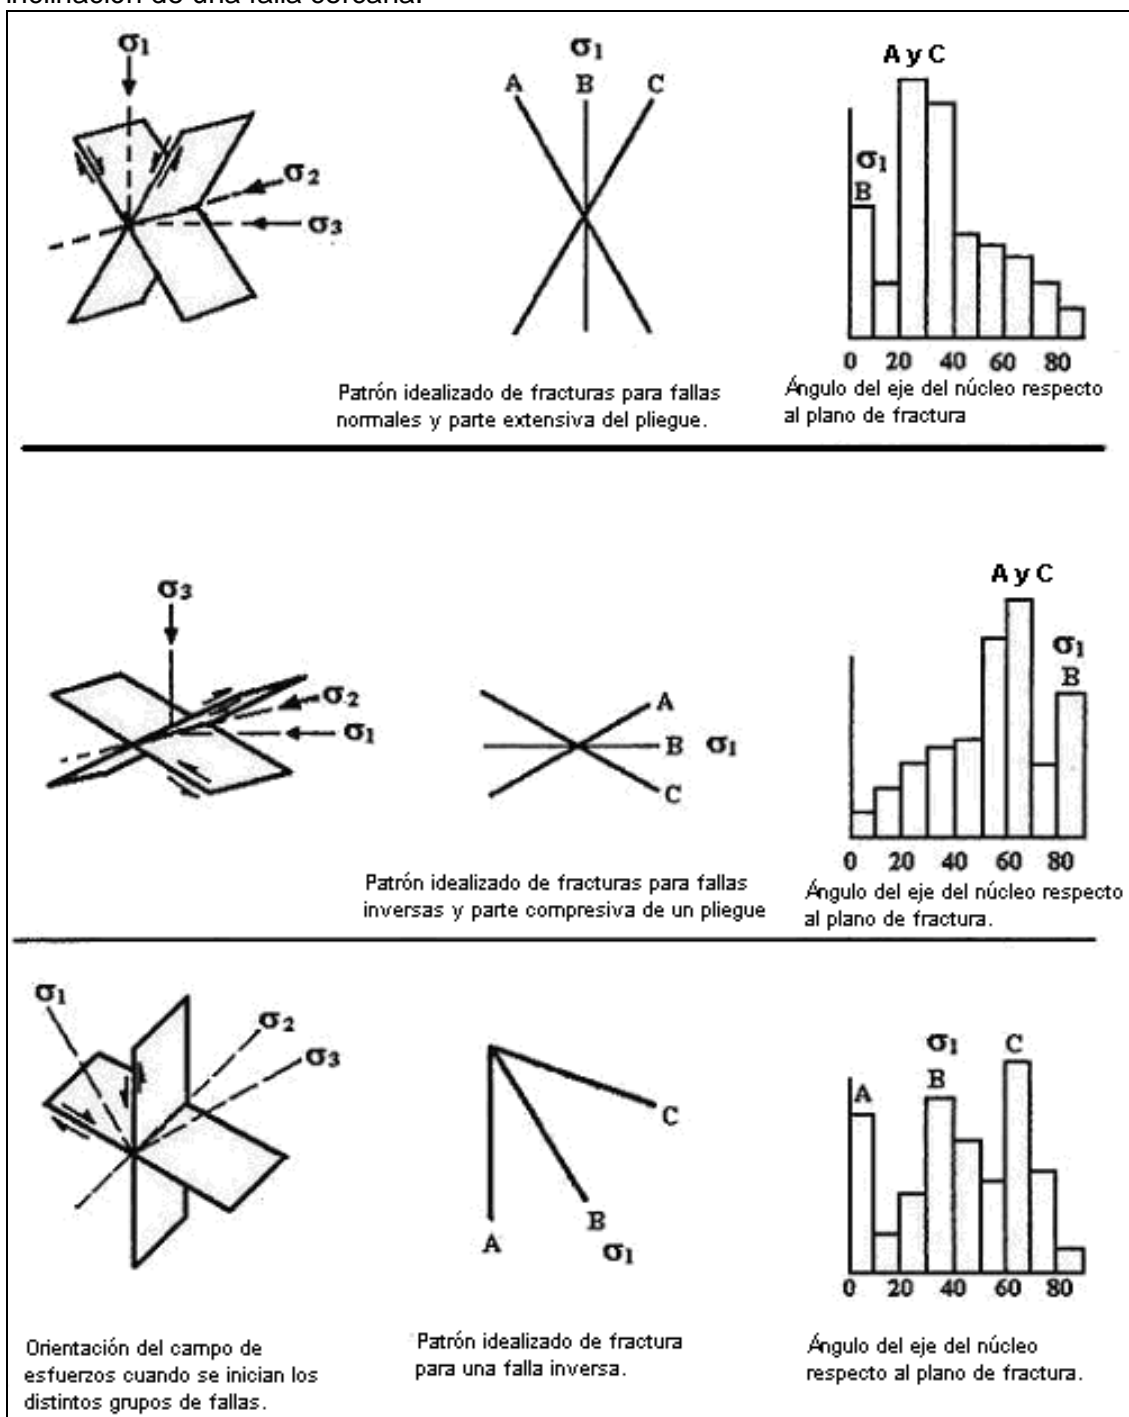 inclinación de una falla cercana.
σ1
σ2
σ3
σ1
A B C
A y C
σ1
B
0 20 40 60 80
Patrón idealizado de fracturas para fallas
normales y parte extensiva del pliegue.
Ángulo del eje del núcleo respecto
al plano de fractura
σ3
σ2
σ1
A
B σ1
C
A y C
σ1
B
0 20 40 60 80
Patrón idealizado de fracturas para fallas
inversas y parte compresiva de un pliegue
Ángulo del eje del núcleo respecto
al plano de fractura.
σ1
σ2
σ3
C
B
A
σ1
A
σ1
B
C
0 20 40 60 80
Orientación del campo de
esfuerzos cuando se inician los
distintos grupos de fallas.
Patrón idealizado de fractura
para una falla inversa.
Ángulo del eje del núcleo
respecto al plano de fractura.